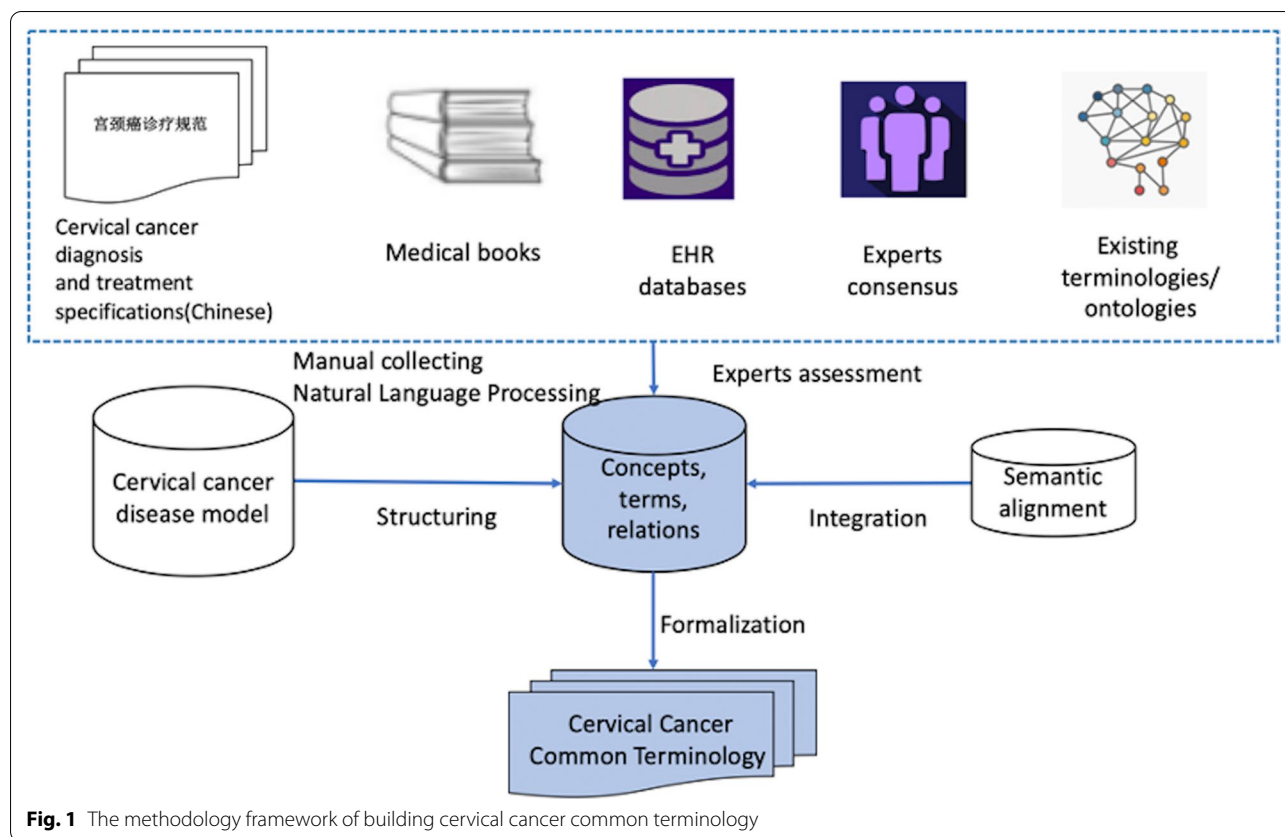 宫颈癌诊疗规范
Cervical cancer
diagnosis
and treatment
specifications(Chinese)
Medical books
EHR
databases
Experts
consensus
Existing
terminologies/
ontologies
Manual collecting
Natural Language Processing
Experts assessment
Cervical cancer
disease model
Structuring
Concepts,
terms,
relations
Integration
Semantic
alignment
Formalization
Cervical Cancer
Common Terminology
Fig. 1 The methodology framework of building cervical cancer common terminology